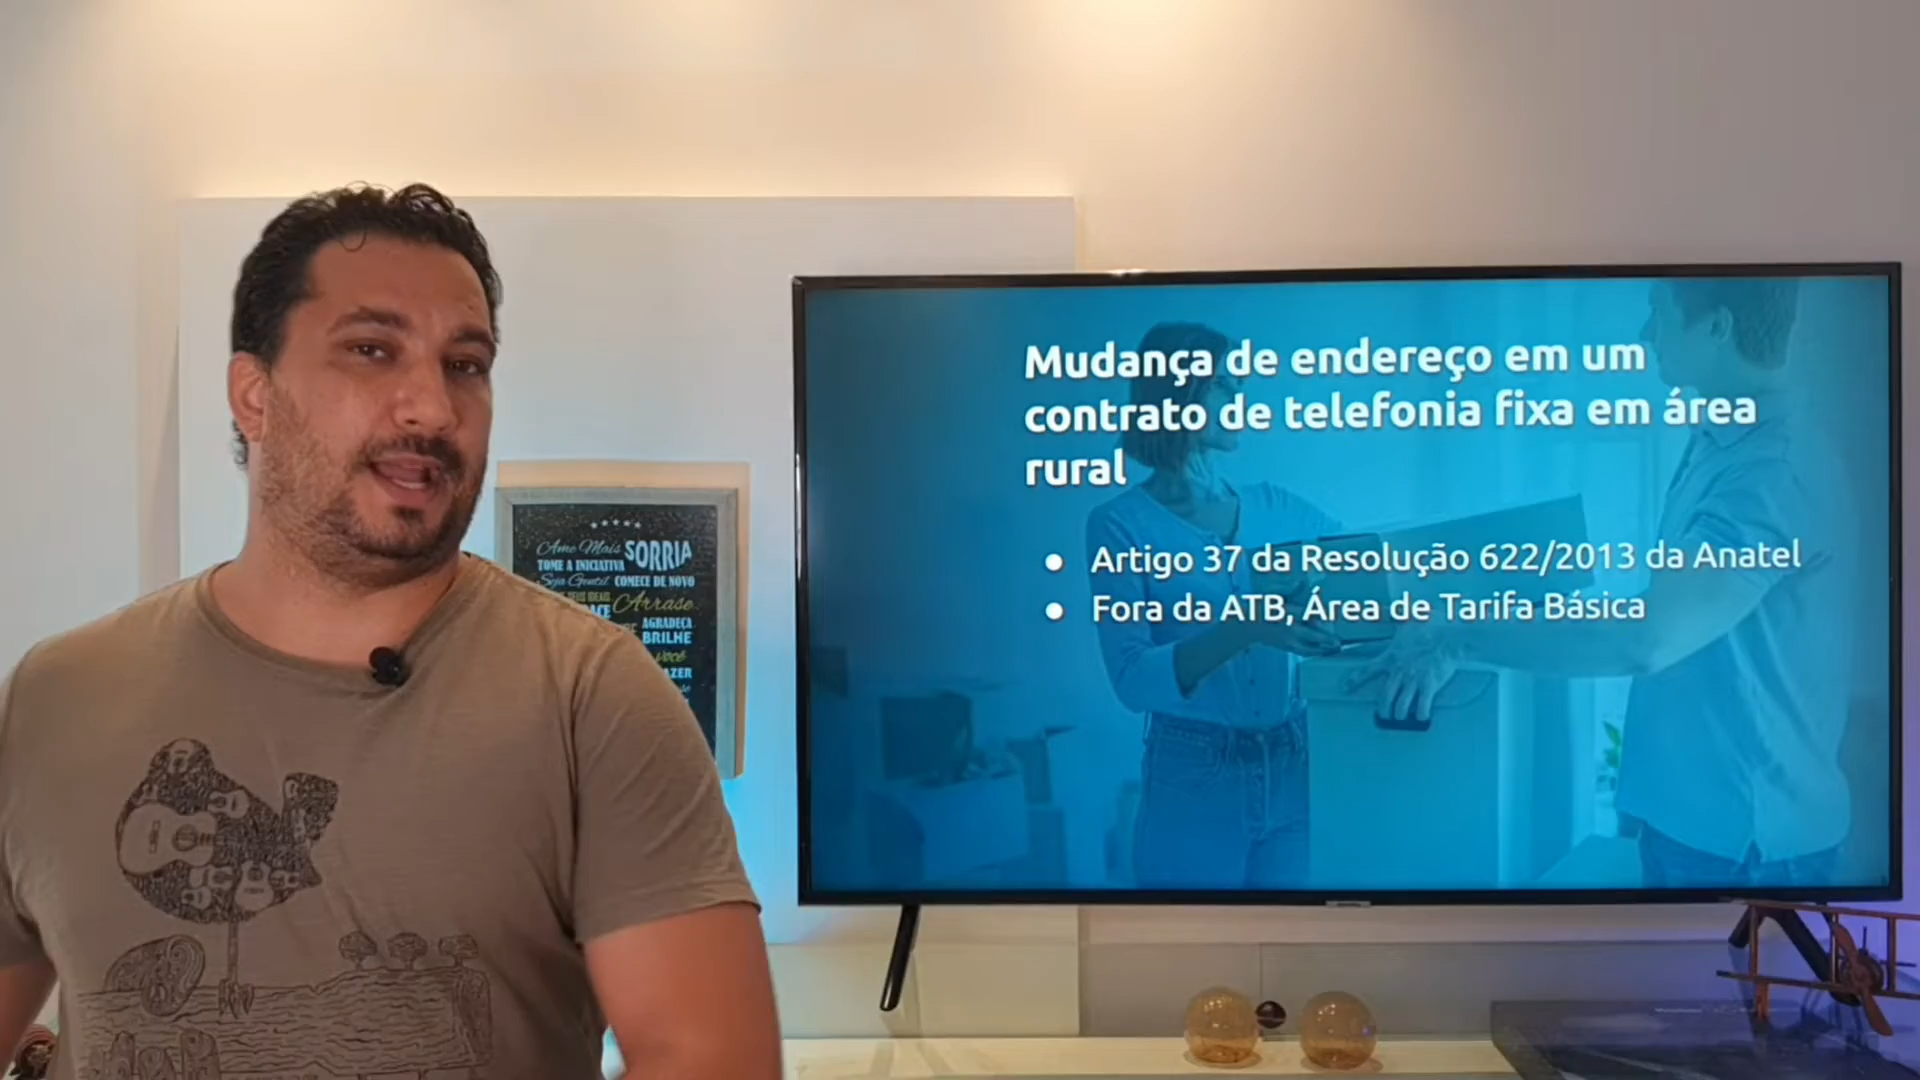 Mudança de endereço em um
contrato de telefonia fixa em área
rural
● Artigo 37 da Resolução 622/2013 da Anatel
● Fora da ATB, Área de Tarifa Básica
Ame Mais SORRIA
TOME A INICIATIVA
Seja Gentil COMECE DE NOVO
IDEAIS
Arrase
AGRADEÇA
BRILHE
você